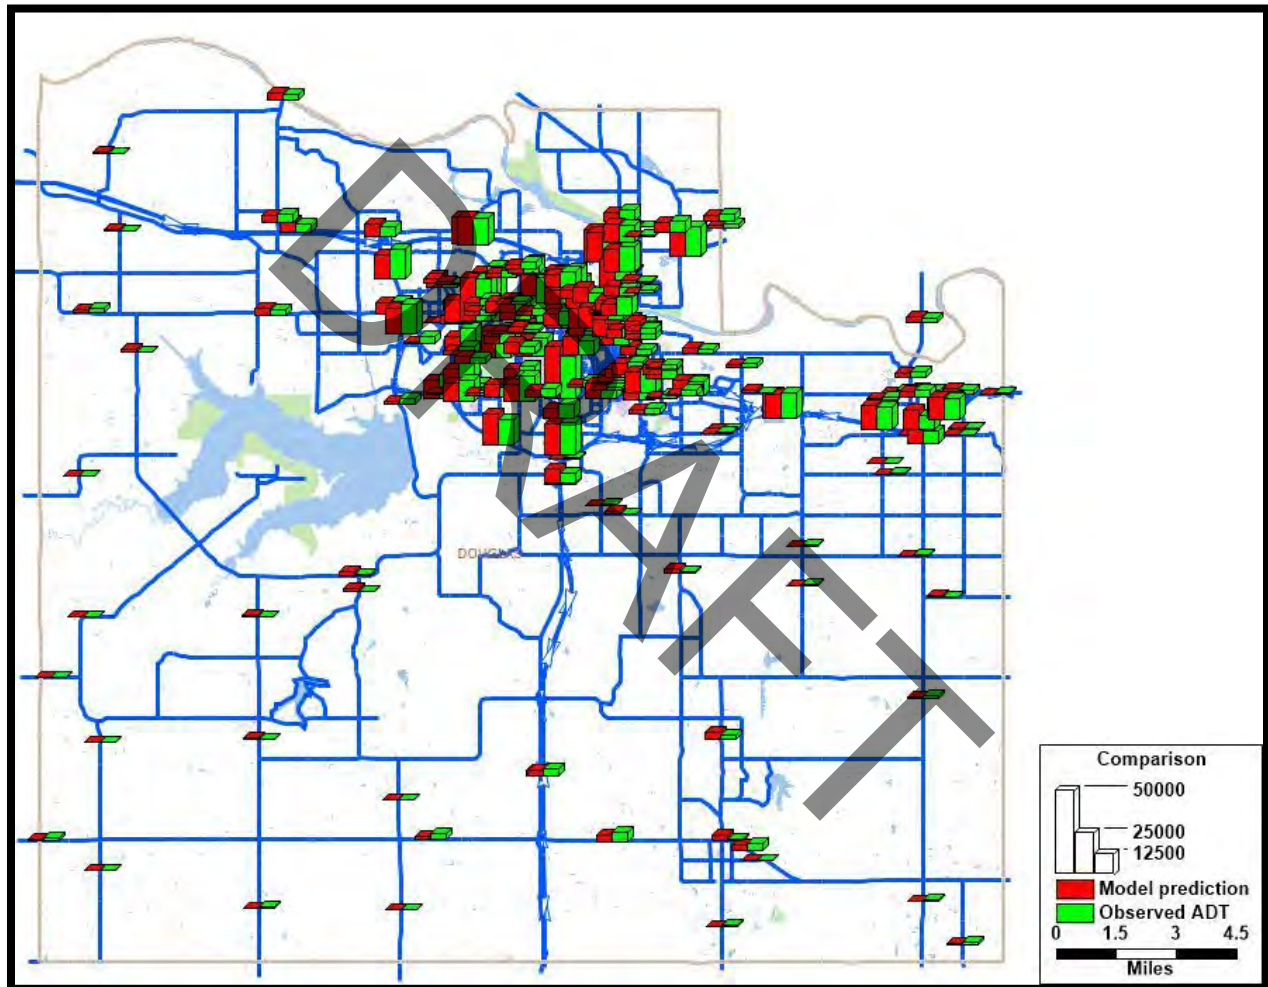 DRAFT
DOUGLAS
Comparison
50000
25000
12500
Model prediction
Observed ADT
0 1.5 3 4.5
Miles